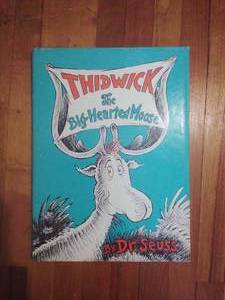 THIDWICK
The
Big-Hearted Moose
By Dr. Seuss